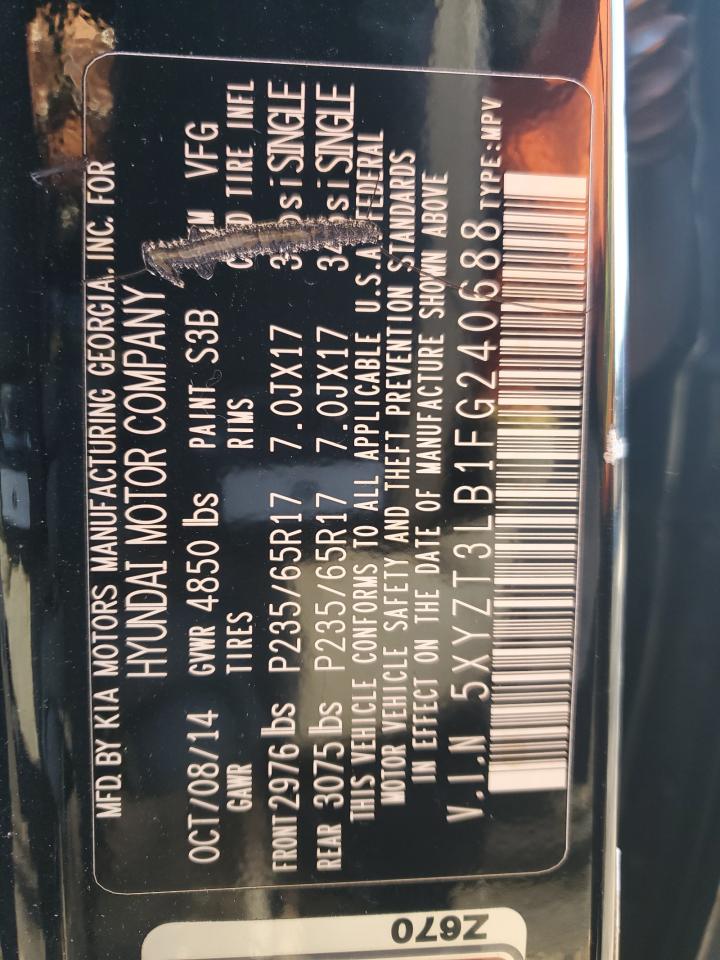 MFD. BY KIA MOTORS MANUFACTURING GEORGIA, INC. FOR
HYUNDAI MOTOR COMPANY
OCT/08/14 GVWR 4850 lbs PAINT S3B VFG
GAWR TIRES RIMS TIRE INFL
FRONT 2976 lbs P235/65R17 7.0JX17 SINGLE
REAR 3075 lbs P235/65R17 7.0JX17 SINGLE
THIS VEHICLE CONFORMS TO ALL APPLICABLE U.S.A FEDERAL
MOTOR VEHICLE SAFETY AND THEFT PREVENTION STANDARDS
IN EFFECT ON THE DATE OF MANUFACTURE SHOWN ABOVE
V.I.N 5XYZT3LB1FG240688 TYPE:MPV
Z670